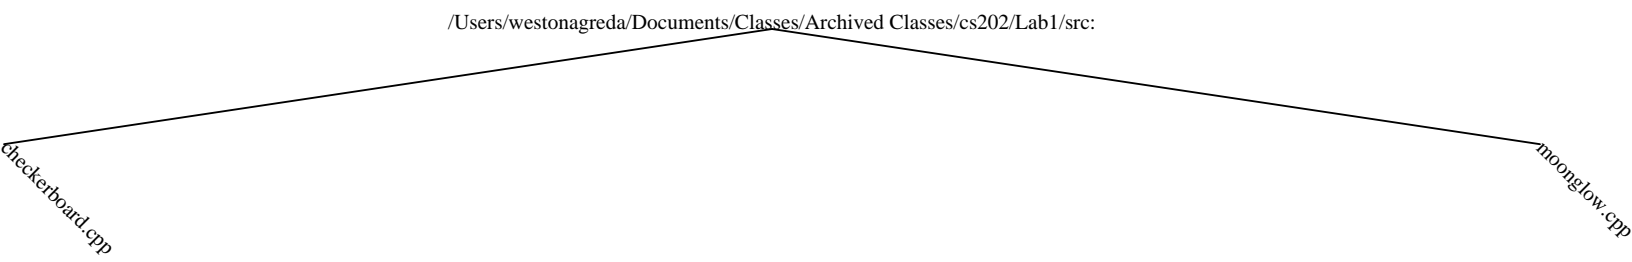 /Users/westonagreda/Documents/Classes/Archived Classes/cs202/Lab1/src:
checkerboard.cpp
moonglow.cpp